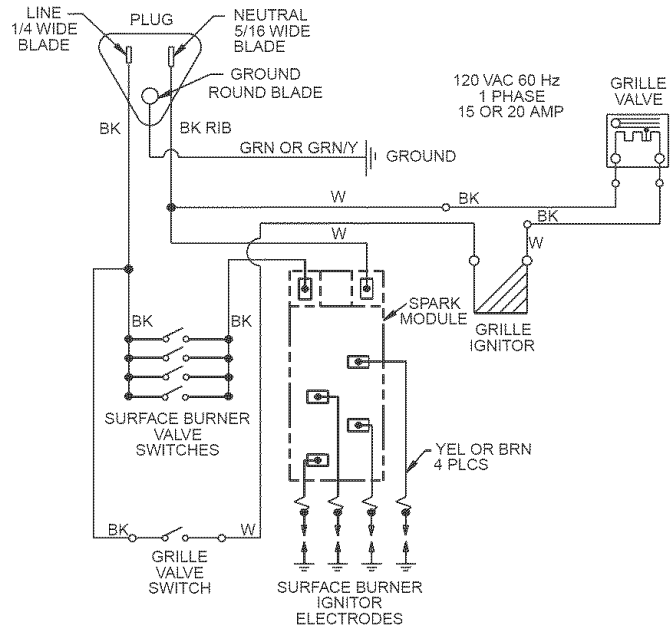 LINE
1/4 WIDE
BLADE
PLUG
NEUTRAL
5/16 WIDE
BLADE
GROUND
ROUND BLADE
120 VAC 60 Hz
1 PHASE
15 OR 20 AMP
GRILLE
VALVE
BK
BK RIB
GRN OR GRN/Y
GROUND
W
BK
BK
W
W
BK
BK
SPARK
MODULE
GRILLE
IGNITOR
SURFACE BURNER
VALVE
SWITCHES
YEL OR BRN
4 PLCS
BK
W
GRILLE
VALVE
SWITCH
SURFACE BURNER
IGNITOR
ELECTRODES